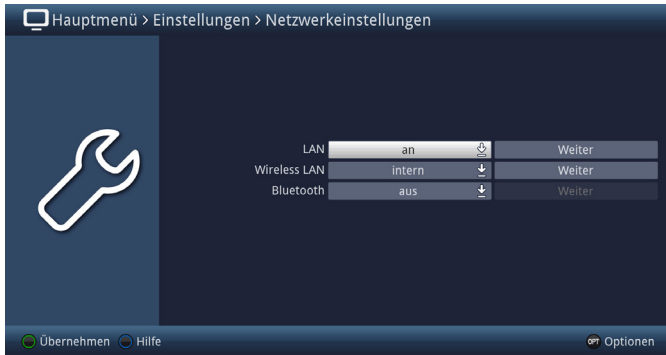 Hauptmenü > Einstellungen > Netzwerkeinstellungen
LAN an Weiter
Wireless LAN intern Weiter
Bluetooth aus Weiter
Übernehmen Hilfe OPT Optionen